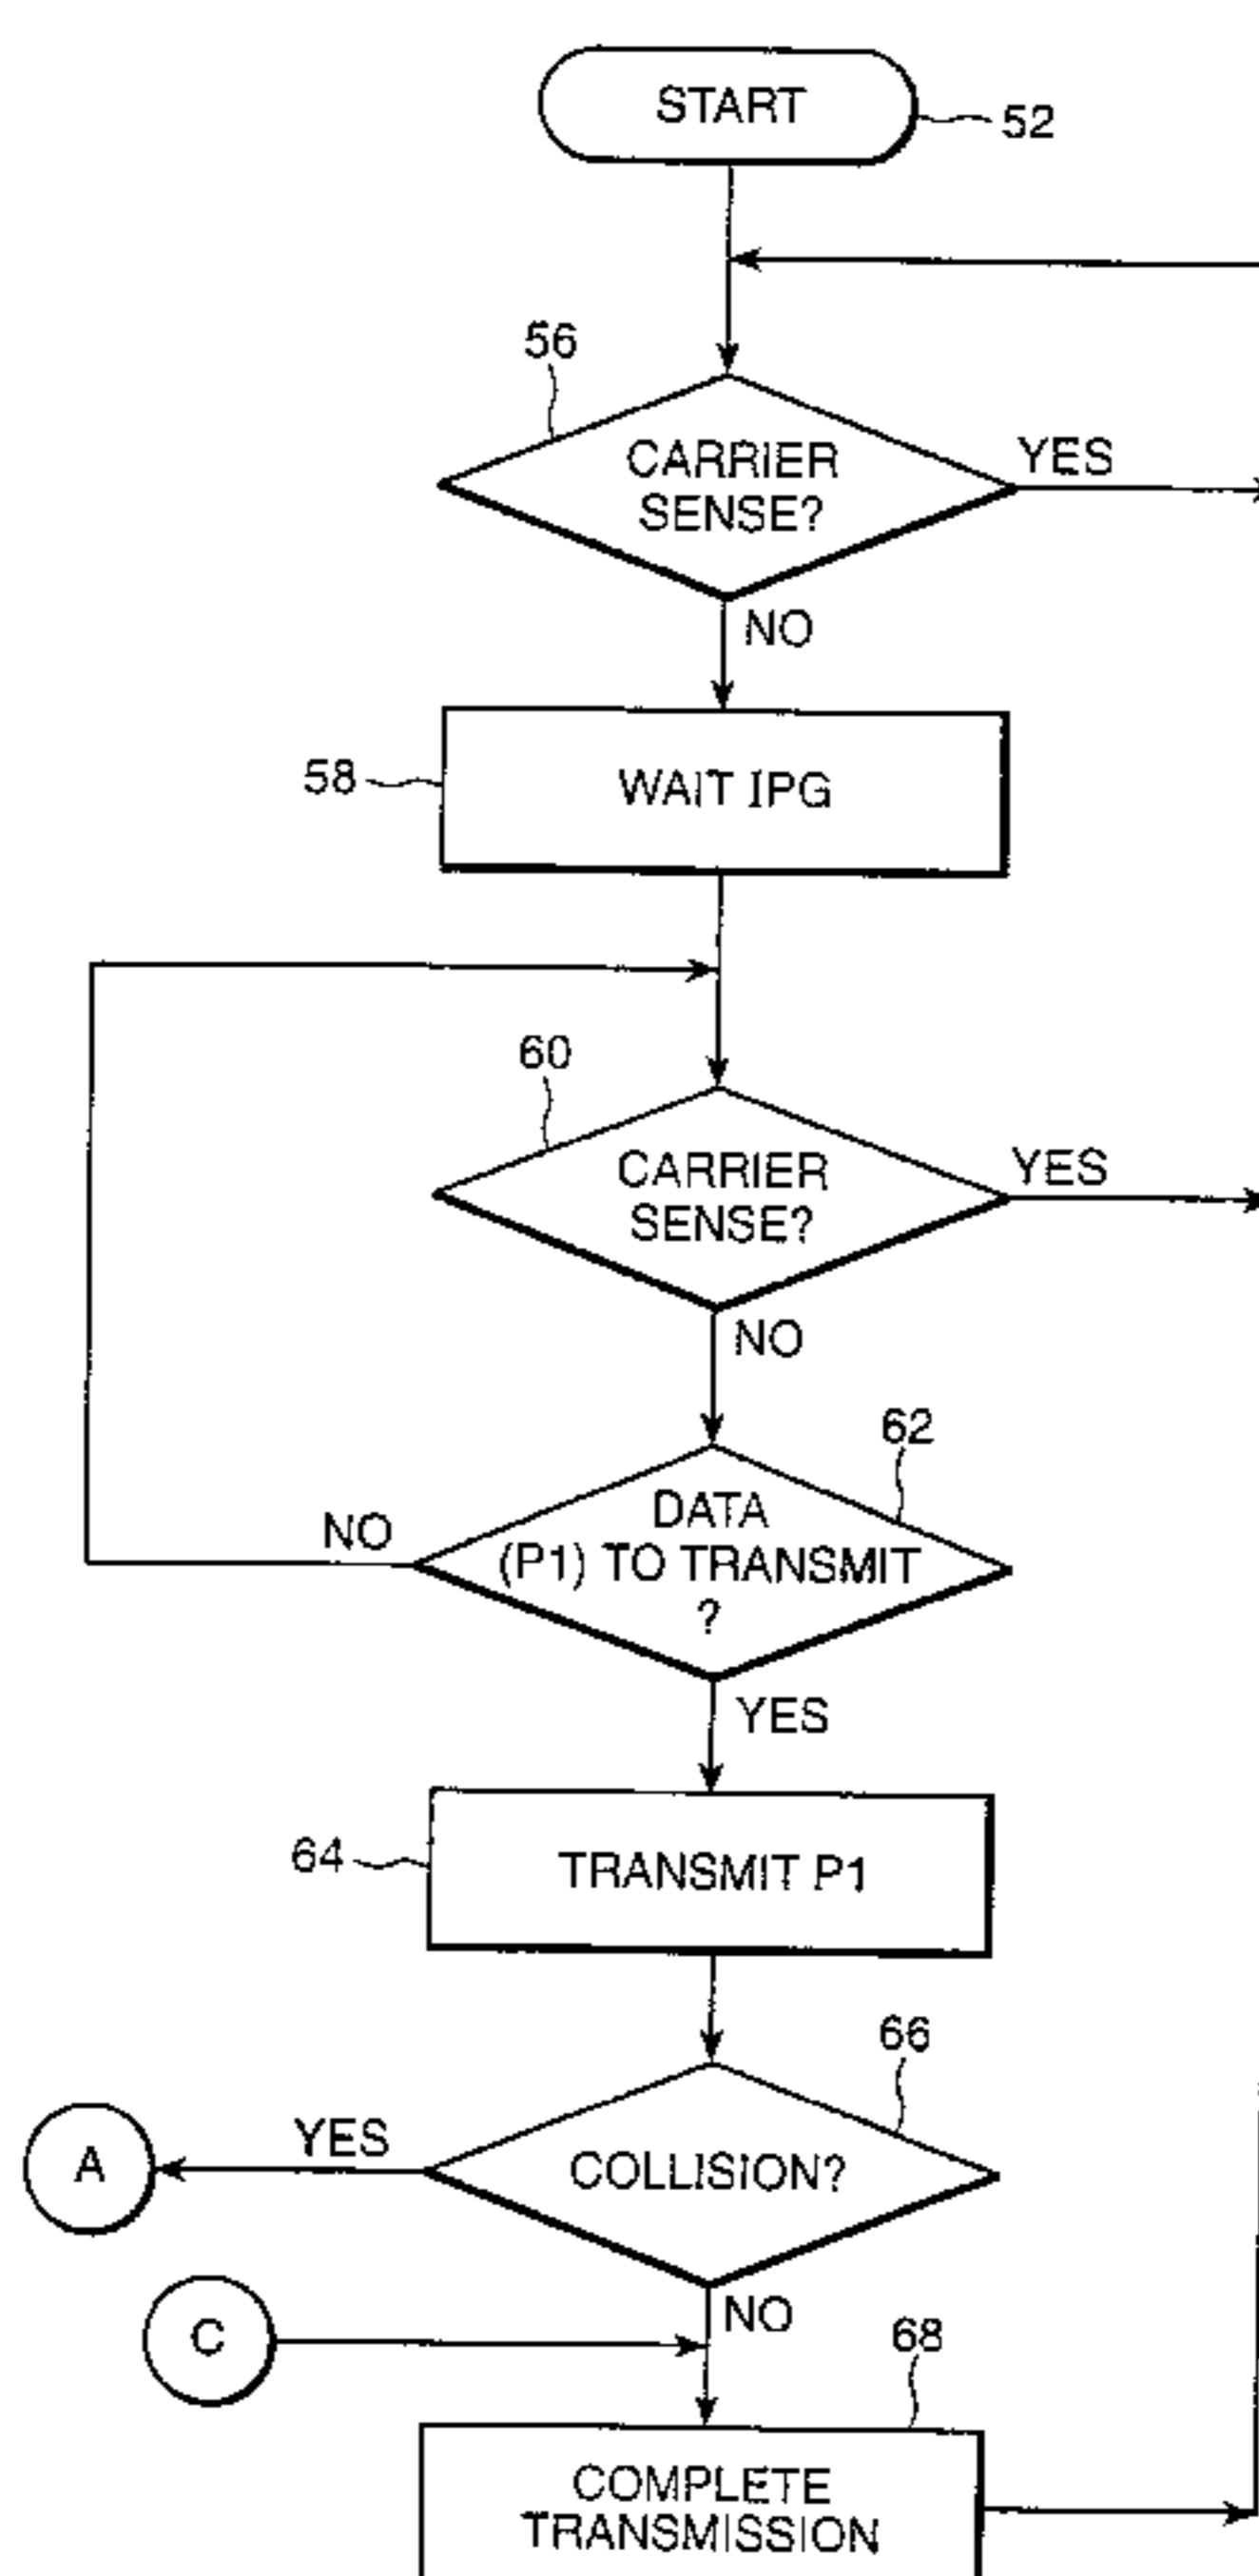 START
52
56
CARRIER
SENSE?
YES
NO
58
WAIT IPG
60
CARRIER
SENSE?
YES
NO
62
DATA
(P1) TO TRANSMIT
?
NO
YES
64
TRANSMIT P1
66
COLLISION?
YES
A
NO
C
68
COMPLETE
TRANSMISSION